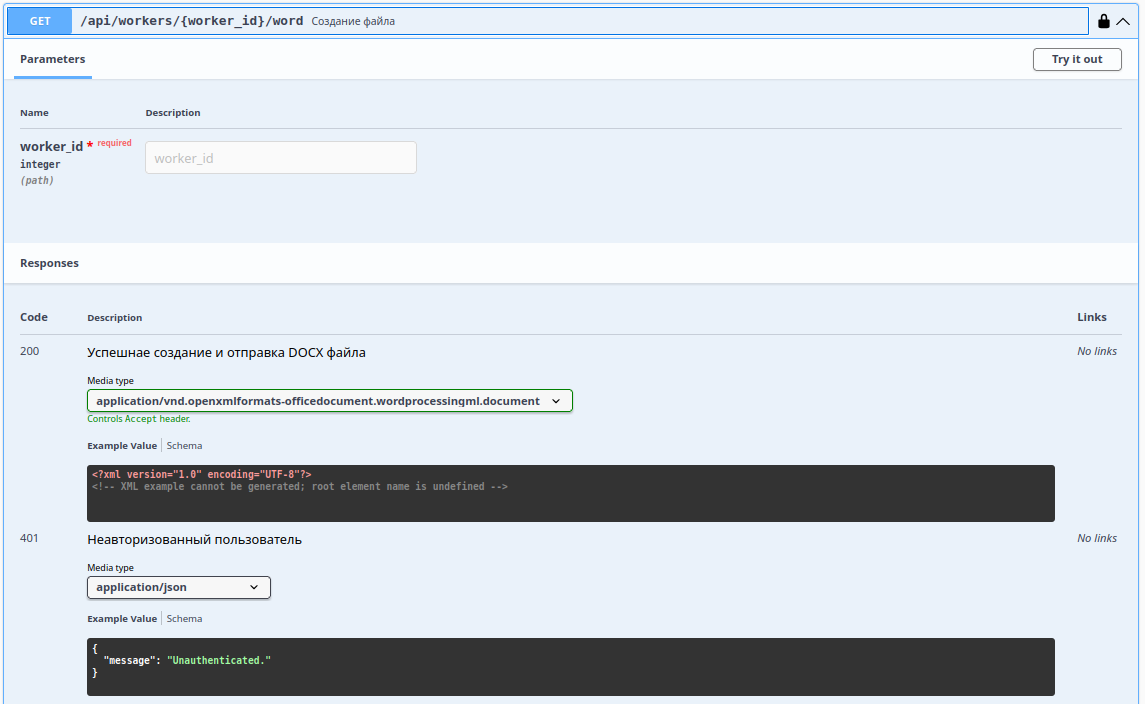 GET /api/workers/{worker_id}/word Создание файла
Parameters
Try it out
Name Description
worker_id * required
integer
(path)
worker_id
Responses
Code Description Links
200 Успешнае создание и отправка DOCX файла No links
Media type
application/vnd.openxmlformats-officedocument.wordprocessingml.document
Controls Accept header.
Example Value Schema
<?xml version="1.0" encoding="UTF-8"?>
<!-- XML example cannot be generated; root element name is undefined -->
401 Неавторизованный пользователь No links
Media type
application/json
Example Value Schema
{
"message": "Unauthenticated."
}